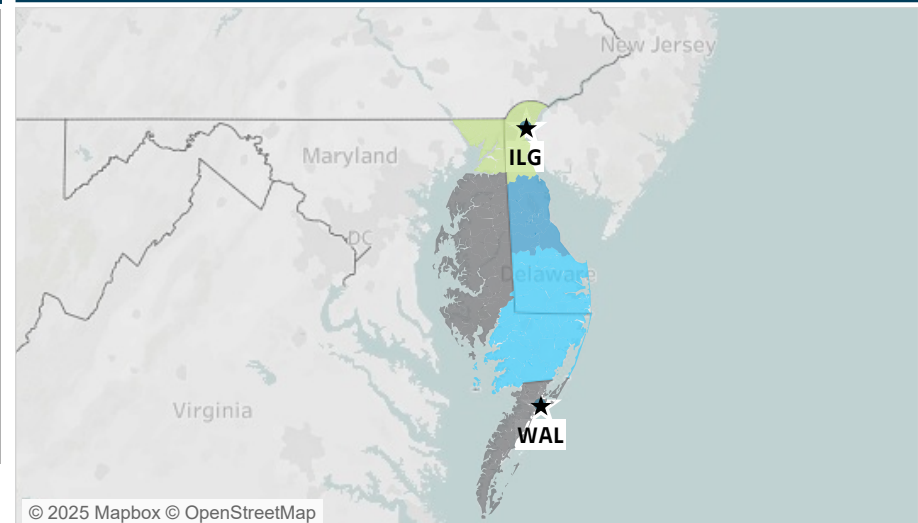 New Jersey
Maryland
ILG
DC
Delaware
Virginia
WAL
© 2025 Mapbox © OpenStreetMap